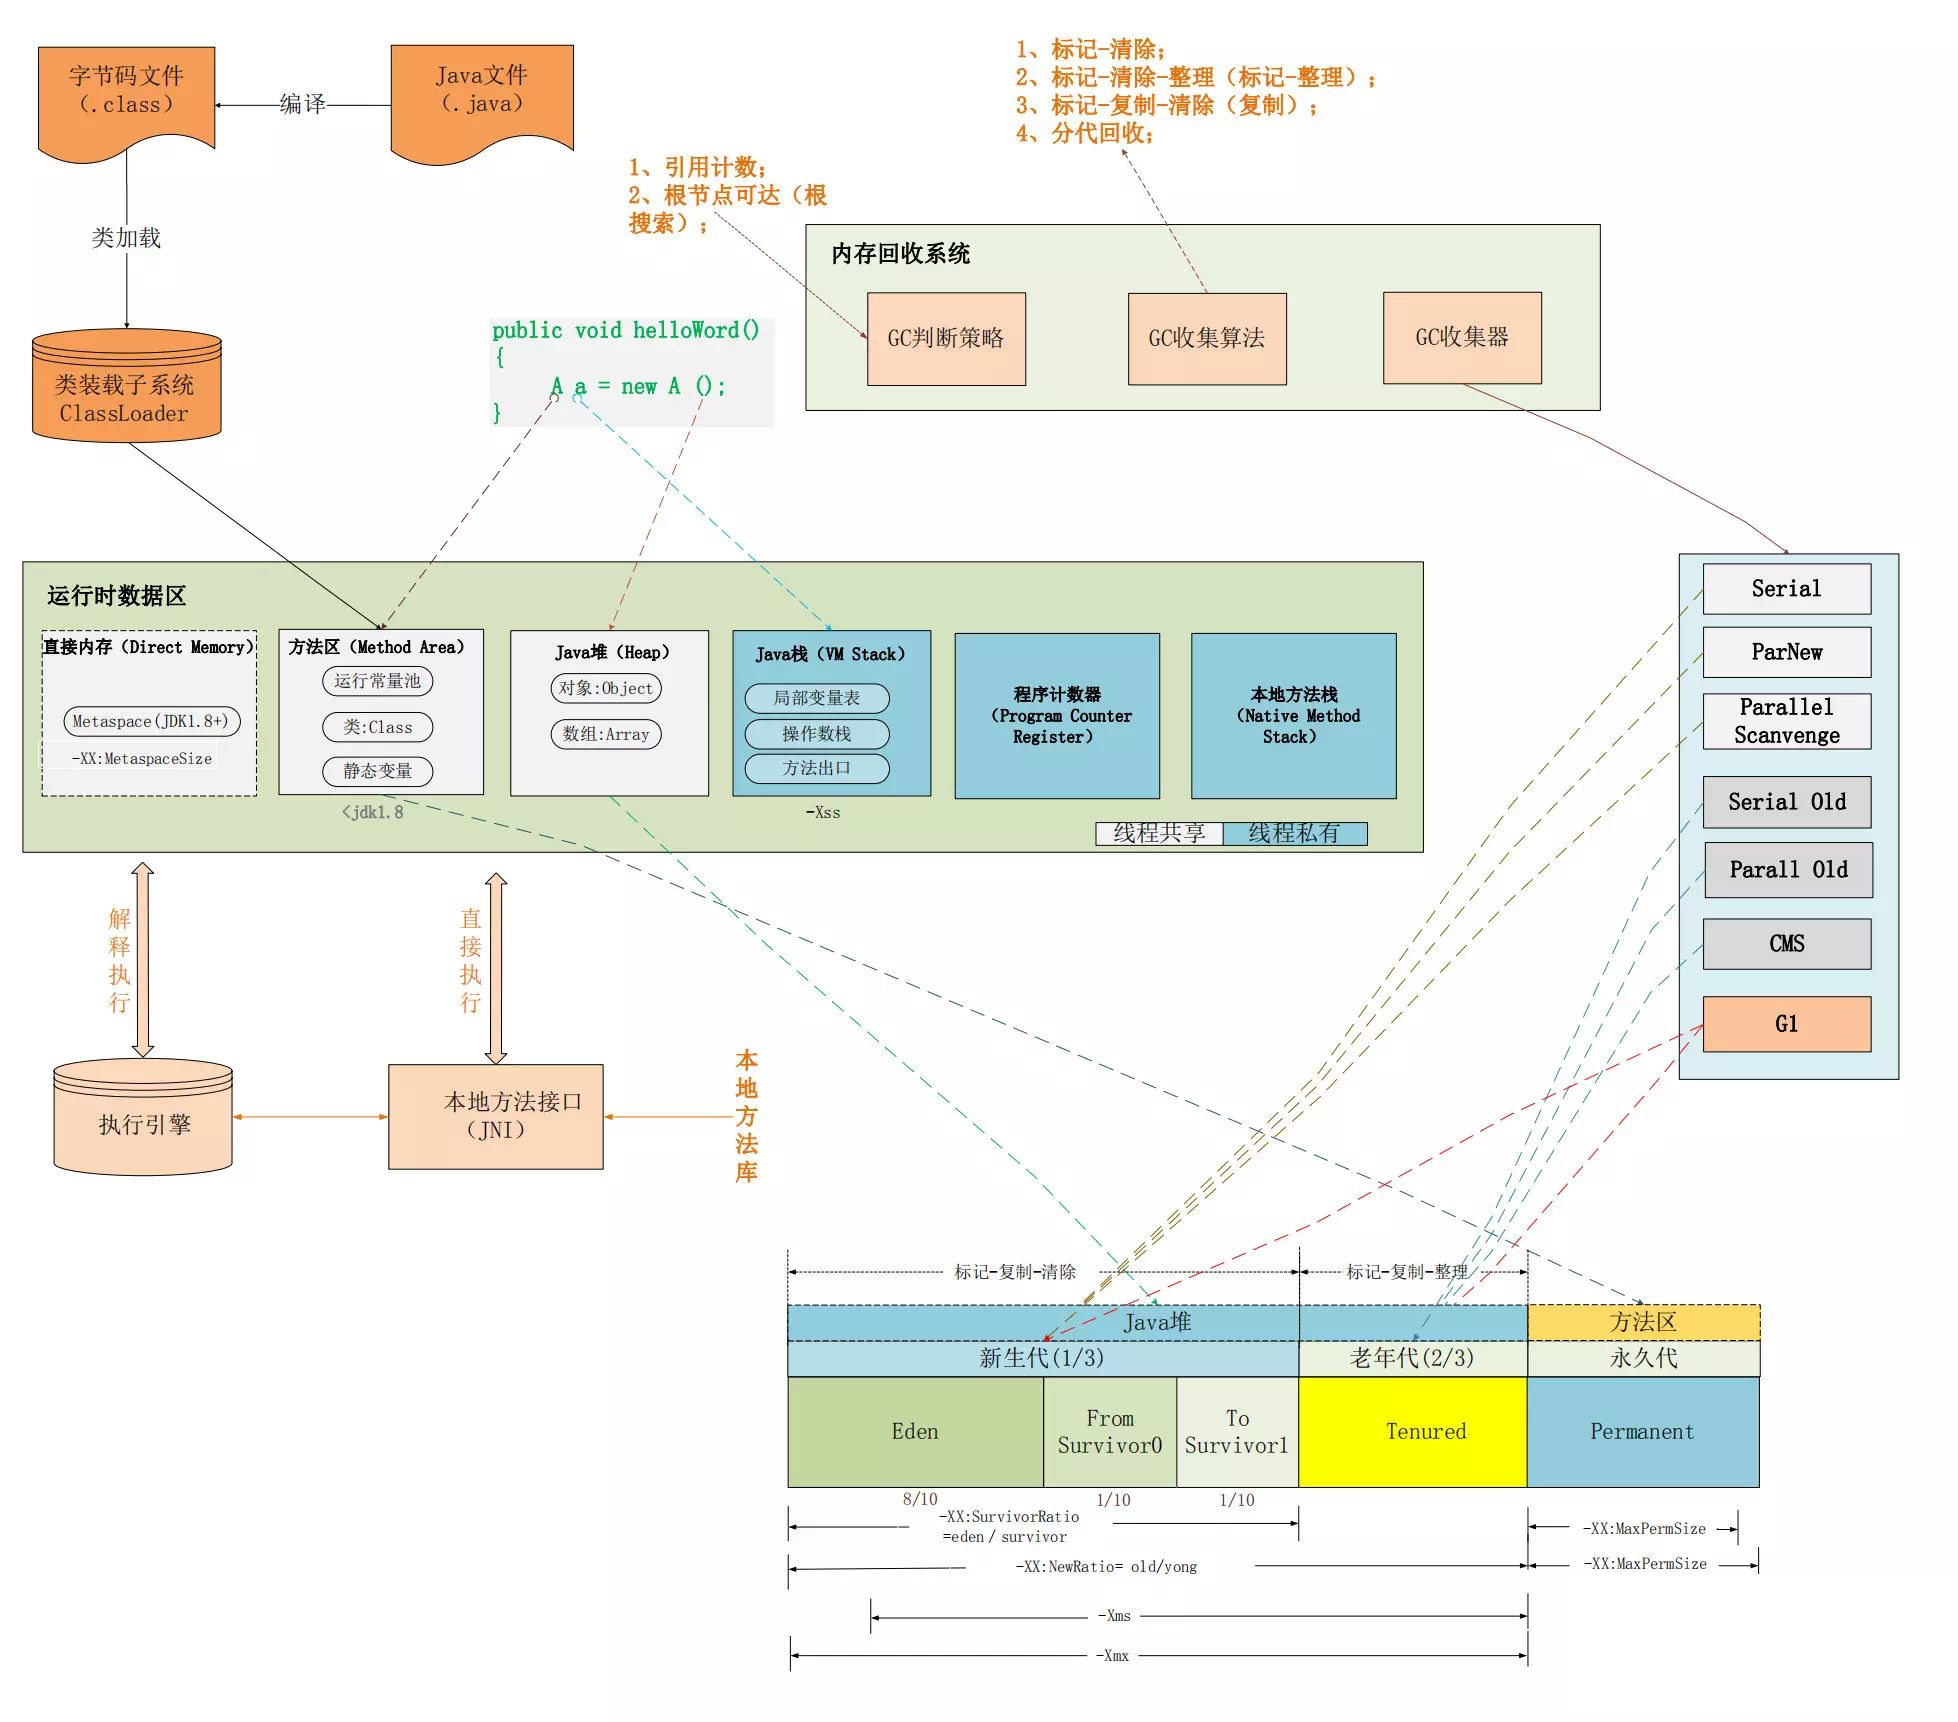 字节码文件
（.class）
编译
Java文件
（.java）
类加载
类装载子系统
ClassLoader
1、标记-清除；
2、标记-清除-整理（标记-整理）；
3、标记-复制-清除（复制）；
4、分代回收；
1、引用计数；
2、根节点可达（根
搜索）；
内存回收系统
GC判断策略
GC收集算法
GC收集器
public void helloWord()
{
A a = new A ();
}
运行时数据区
直接内存（Direct Memory）
Metaspace(JDK1.8+)
-XX:MetaspaceSize
方法区（Method Area）
运行常量池
类:Class
静态变量
<jdk1.8
Java堆（Heap）
对象:Object
数组:Array
Java栈（VM Stack）
局部变量表
操作数栈
方法出口
-Xss
程序计数器
（Program Counter
Register）
本地方法栈
（Native Method
Stack）
线程共享
线程私有
Serial
ParNew
Parallel
Scanvenge
Serial Old
Parall Old
CMS
G1
解释执行
直接执行
执行引擎
本地方法接口
（JNI）
本地方法库
标记-复制-清除
标记-复制-整理
Java堆
方法区
新生代(1/3)
老年代(2/3)
永久代
Eden
From
Survivor0
To
Survivor1
Tenured
Permanent
8/10
1/10
1/10
-XX:SurvivorRatio
=eden/survivor
-XX:MaxPermSize
-XX:NewRatio= old/yong
-XX:MaxPermSize
-Xms
-Xmx